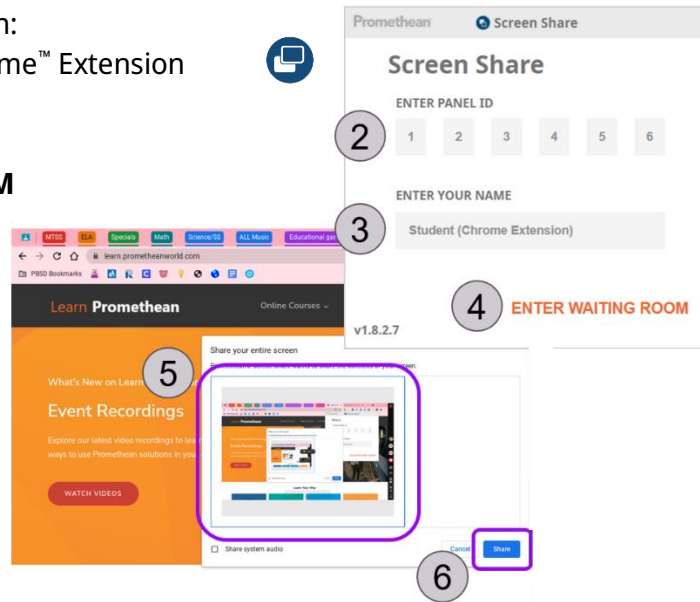 n:
me™ Extension
M
Promethean
Screen Share
Screen Share
ENTER PANEL ID
2
1 2 3 4 5 6
ENTER YOUR NAME
3
Student (Chrome Extension)
4
ENTER WAITING ROOM
v1.8.2.7
MTSS ELA Specials Math Science/SS ALL Music Educational gam
learn.prometheanworld.com
PBSD Bookmarks
Learn Promethean
Online Courses
5
What's New on Learn
Event Recordings
Explore our latest video recordings to lea
ways to use Promethean solutions in you
WATCH VIDEOS
Share your entire screen
Share system audio
Cancel
Share
6